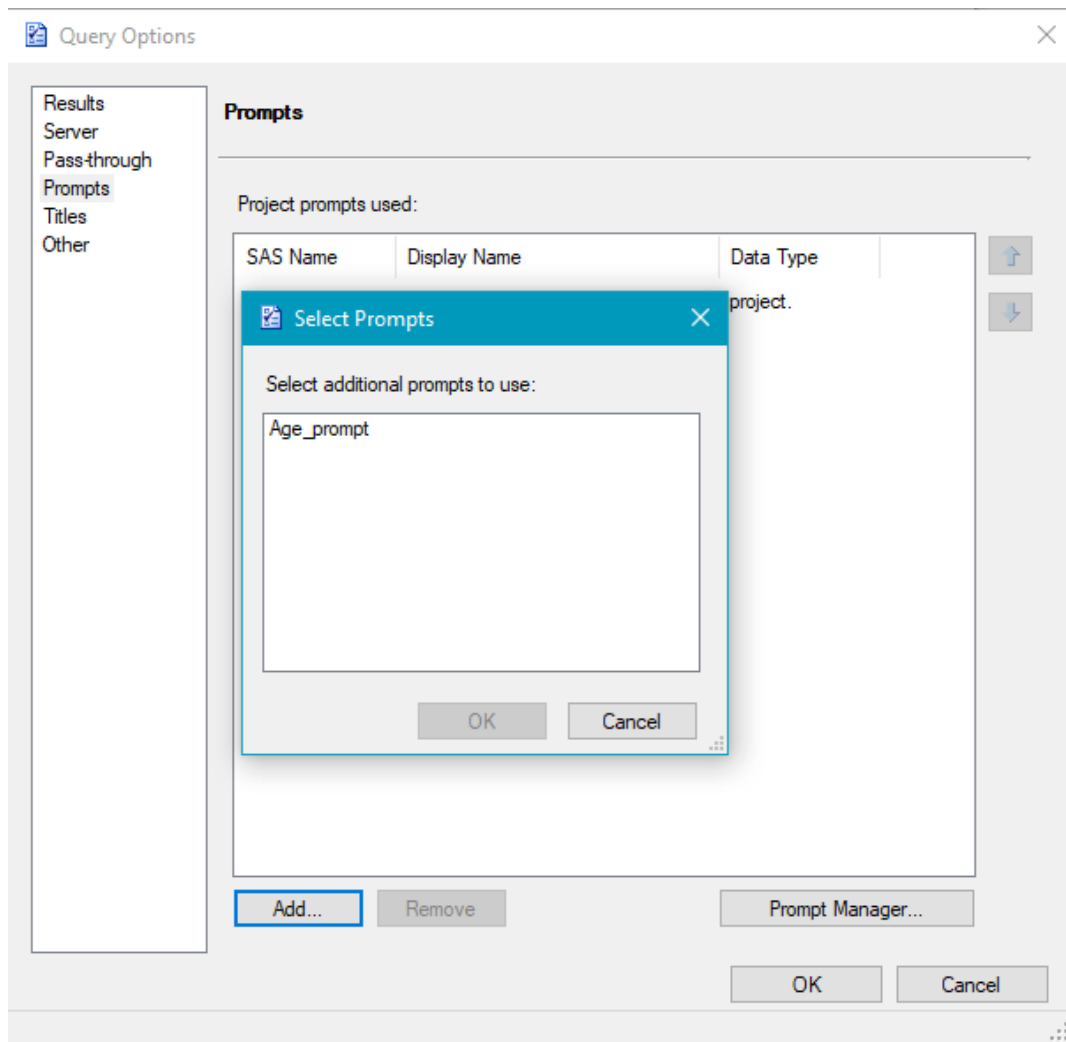 Query Options
Results
Server
Pass-through
Prompts
Titles
Other
Prompts
Project prompts used:
SAS Name Display Name Data Type
project.
Select Prompts
Select additional prompts to use:
Age_prompt
OK Cancel
Add... Remove Prompt Manager...
OK Cancel